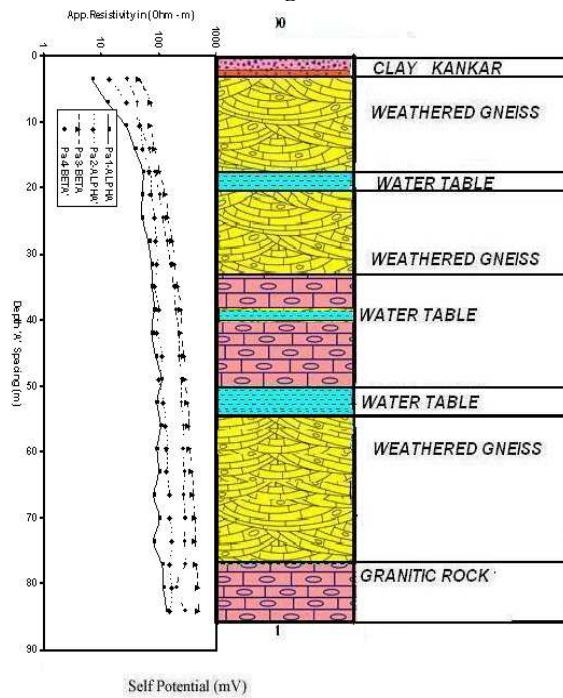 App. Resistivity in (Ohm - m)
1
10
100
1000
00
0
10
20
30
40
50
60
70
80
90
Depth 'A' Spacing (m)
Pa1-ALPHA
Pa2-ALPHA'
Pa3-BETA
Pa4-BETA'
CLAY KANKAR
WEATHERED GNEISS
WATER TABLE
WEATHERED GNEISS
WATER TABLE
WATER TABLE
WEATHERED GNEISS
GRANITIC ROCK
1
Self Potential (mV)